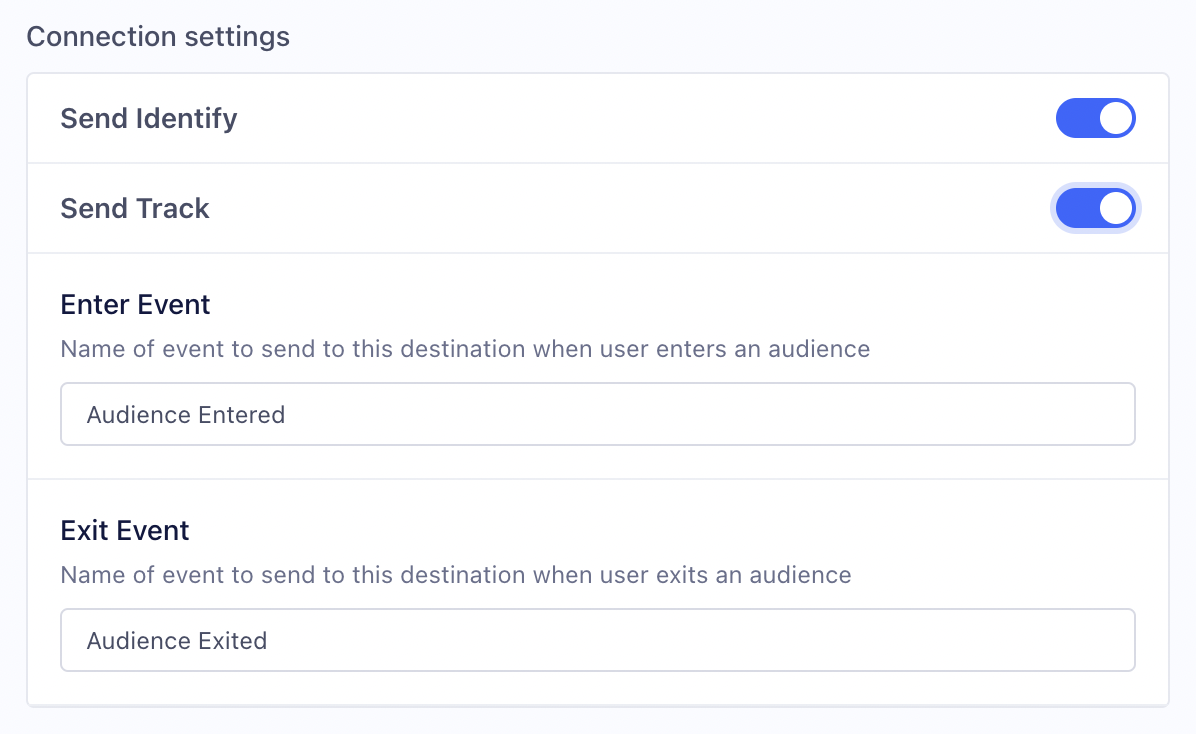 Connection settings
Send Identify
Send Track
Enter Event
Name of event to send to this destination when user enters an audience
Audience Entered
Exit Event
Name of event to send to this destination when user exits an audience
Audience Exited